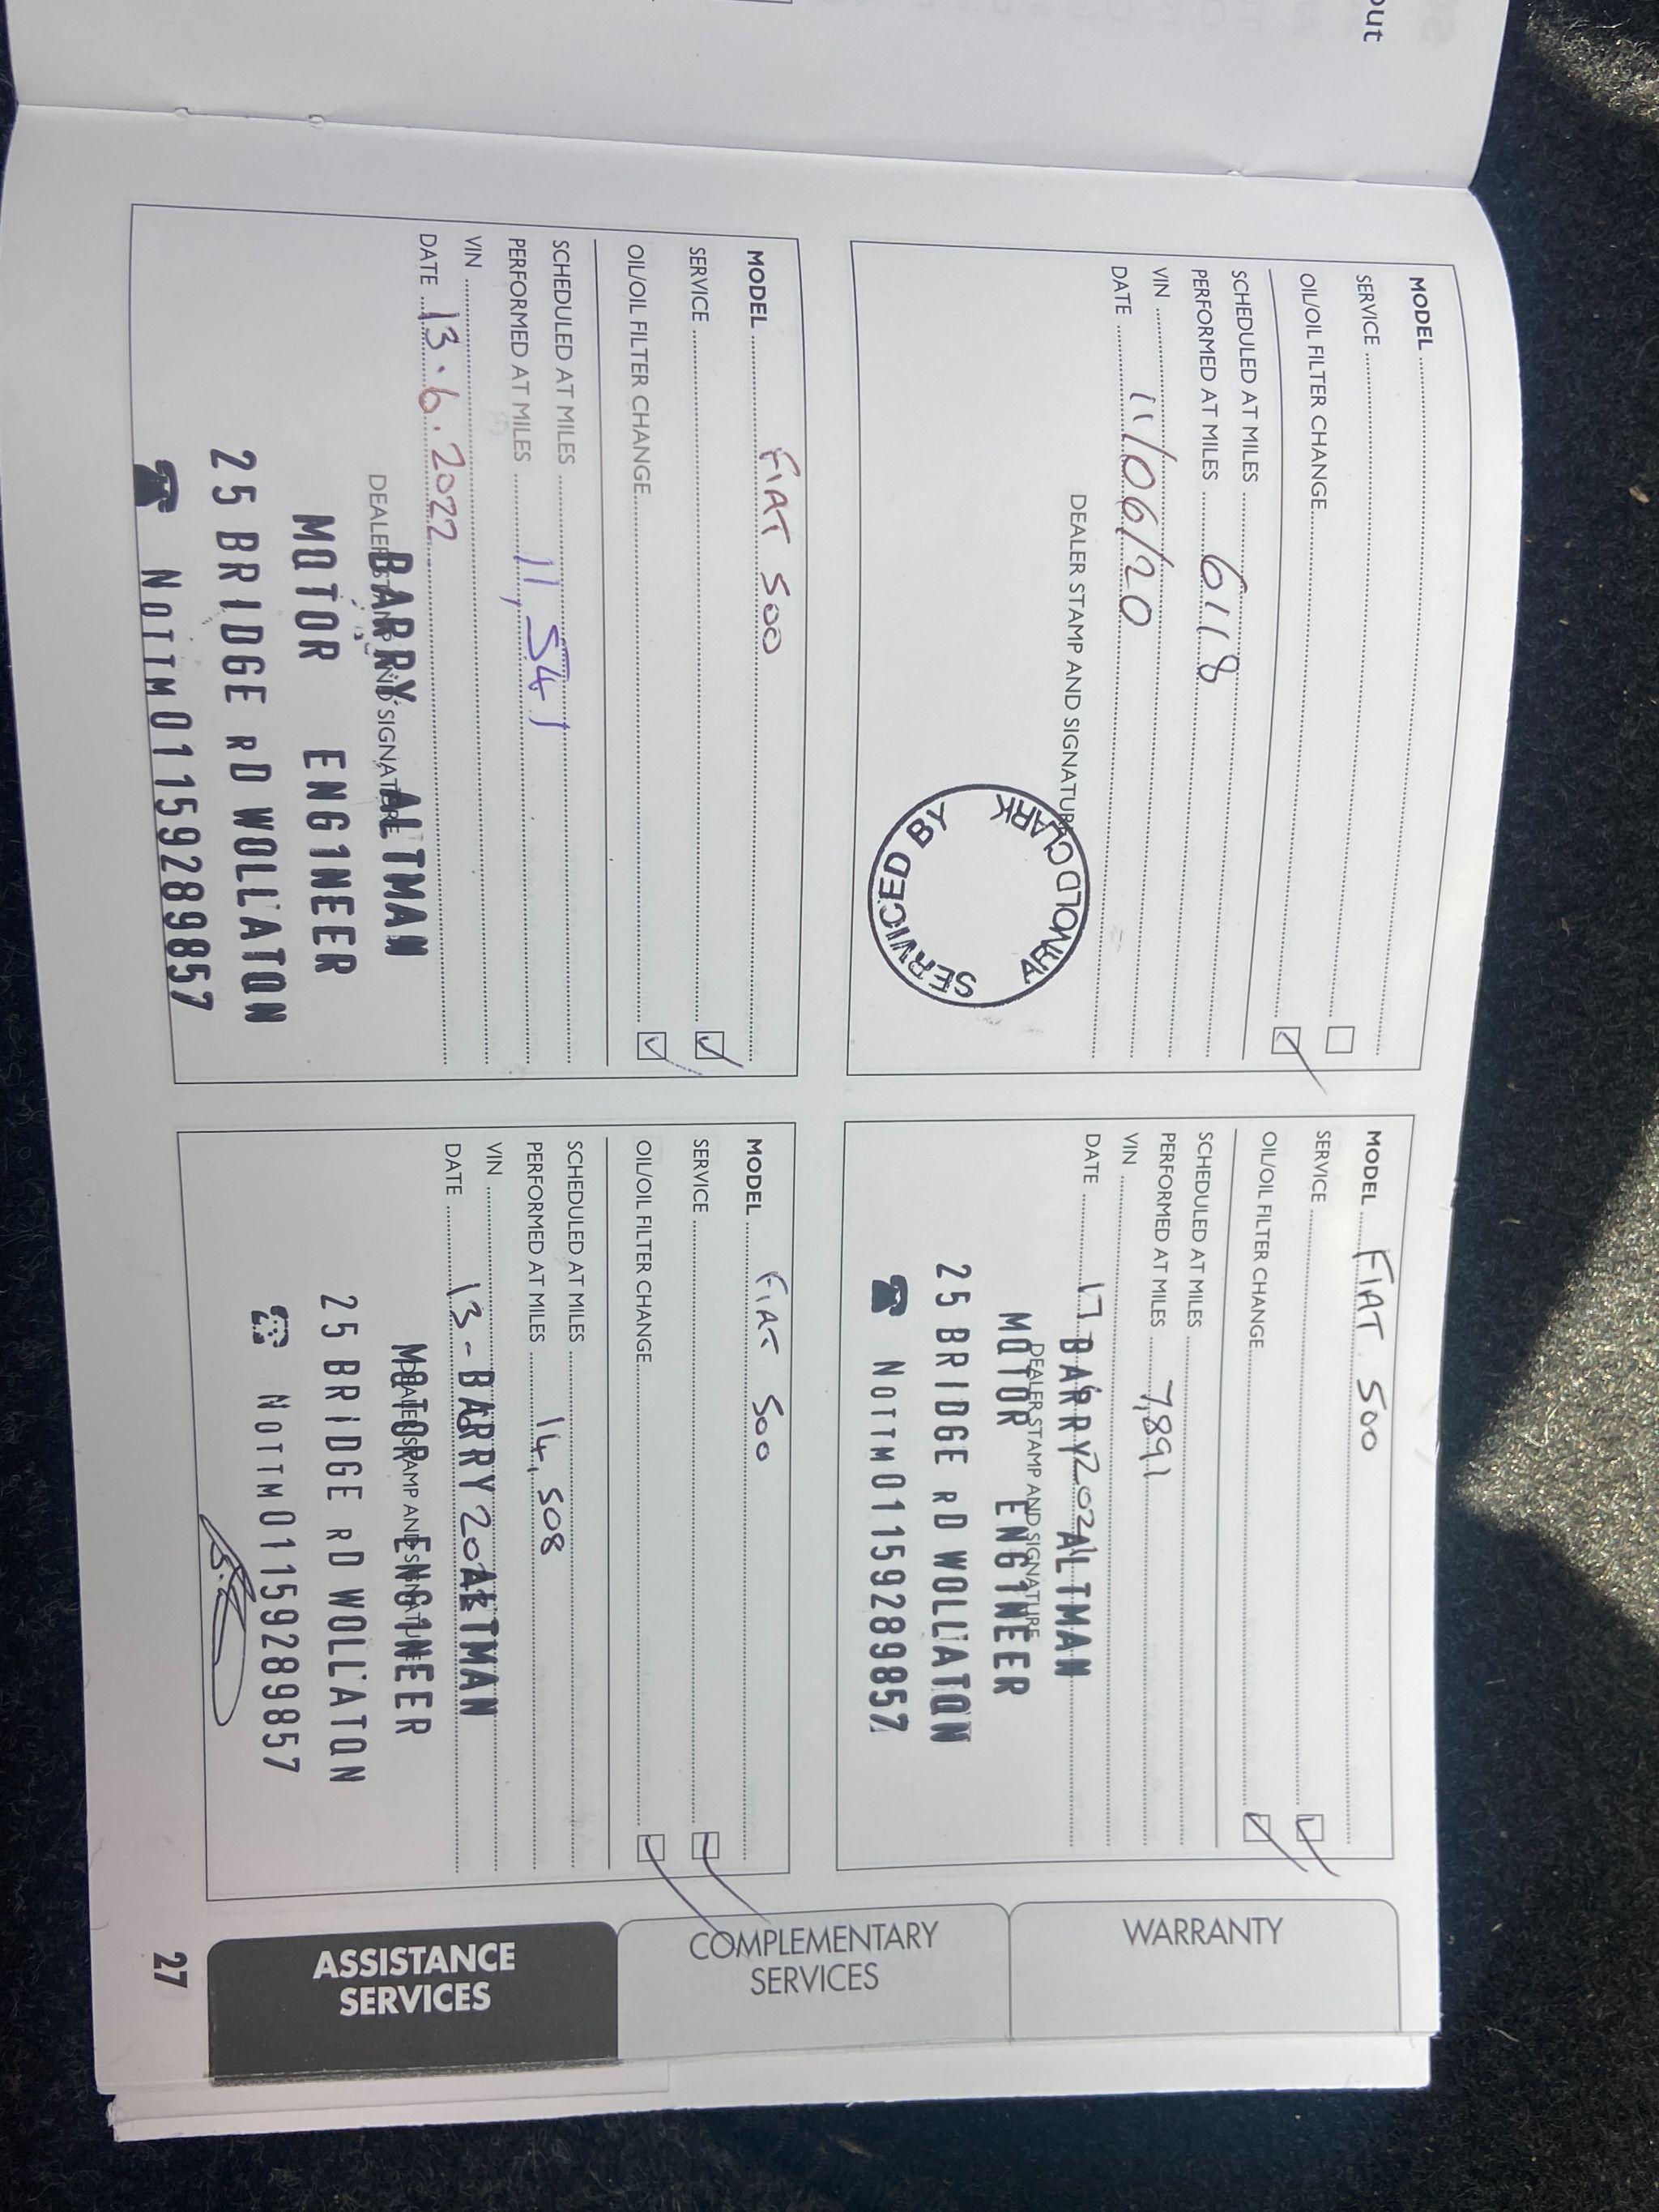 out
MODEL
SERVICE
OIL/OIL FILTER CHANGE
SCHEDULED AT MILES
PERFORMED AT MILES 6118
VIN
DATE 11/06/20
DEALER STAMP AND SIGNATURE
SERVICED BY
ARNOLD CLARK
MODEL FIAT 500
SERVICE
OIL/OIL FILTER CHANGE
SCHEDULED AT MILES
PERFORMED AT MILES 7,891
VIN
DATE 17 2021
DEALER STAMP AND SIGNATURE
BARRY ALTMAN
MOTOR ENG1NEER
25 BRIDGE RD WOLLATON
☎ NOTTM 01159289857
MODEL FIAT 500
SERVICE
OIL/OIL FILTER CHANGE
SCHEDULED AT MILES
PERFORMED AT MILES 11,541
VIN
DATE 13.6.2022
DEALER STAMP AND SIGNATURE
BARRY ALTMAN
MOTOR ENG1NEER
25 BRIDGE RD WOLLATON
☎ NOTTM 01159289857
MODEL FIAT 500
SERVICE
OIL/OIL FILTER CHANGE
SCHEDULED AT MILES
PERFORMED AT MILES 14,508
VIN
DATE 13 -
DEALER STAMP AND SIGNATURE
BARRY ALTMAN
MOTOR ENG1NEER
25 BRIDGE RD WOLLATON
☎ NOTTM 01159289857
WARRANTY
COMPLEMENTARY
SERVICES
ASSISTANCE
SERVICES
27